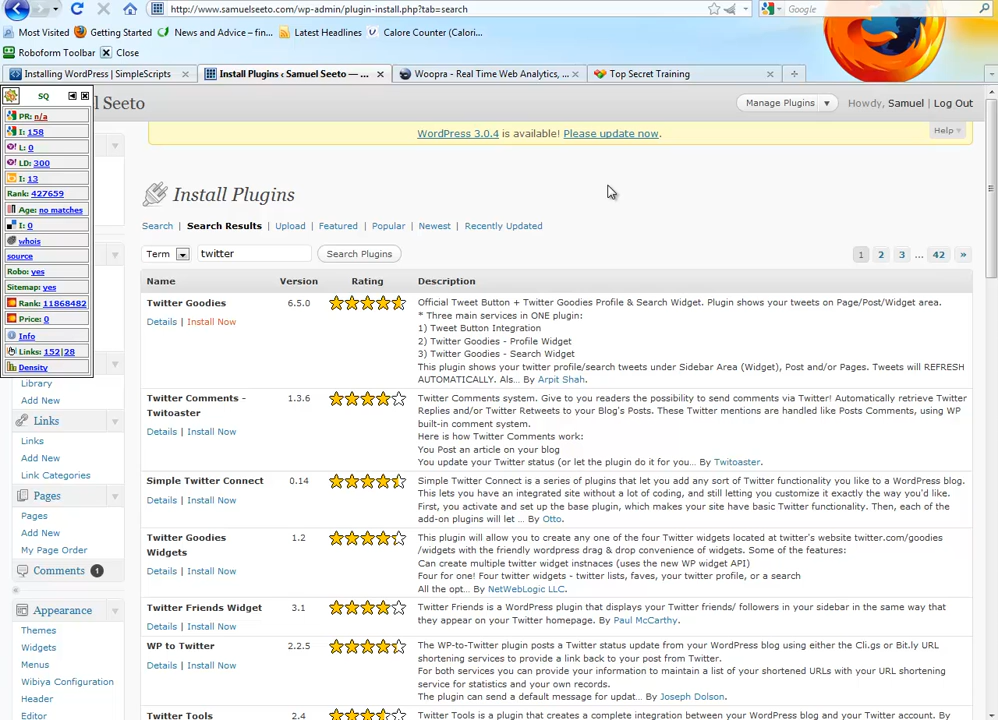 http://www.samuelseeto.com/wp-admin/plugin-install.php?tab=search
Google
Most Visited Getting Started News and Advice – fin... Latest Headlines Calore Counter (Calori...
Roboform Toolbar Close
Installing WordPress | SimpleScripts
Install Plugins ‹ Samuel Seeto — ...
Woopra - Real Time Web Analytics, ...
Top Secret Training
l Seeto
Manage Plugins
Howdy, Samuel | Log Out
WordPress 3.0.4 is available! Please update now.
Help
SQ
PR: n/a
I: 158
L: 0
LD: 300
I: 13
Rank: 427659
Age: no matches
I: 0
whois
source
Robo: yes
Sitemap: yes
Rank: 11868482
Price: 0
Info
Links: 152|28
Density
Library
Add New
Links
Links
Add New
Link Categories
Pages
Pages
Add New
My Page Order
Comments 1
Appearance
Themes
Widgets
Menus
Wibiya Configuration
Header
Editor
Install Plugins
Search | Search Results | Upload | Featured | Popular | Newest | Recently Updated
Term twitter Search Plugins
1 2 3 ... 42 »
Name Version Rating Description
Twitter Goodies 6.5.0
Details | Install Now
Official Tweet Button + Twitter Goodies Profile & Search Widget. Plugin shows your tweets on Page/Post/Widget area.
* Three main services in ONE plugin:
1) Tweet Button Integration
2) Twitter Goodies - Profile Widget
3) Twitter Goodies - Search Widget
This plugin shows your twitter profile/search tweets under Sidebar Area (Widget), Post and/or Pages. Tweets will REFRESH
AUTOMATICALLY. Als... By Arpit Shah.
Twitter Comments - 1.3.6
Twitoaster
Details | Install Now
Twitter Comments system. Give to you readers the possibility to send comments via Twitter! Automatically retrieve Twitter
Replies and/or Twitter Retweets to your Blog's Posts. These Twitter mentions are handled like Posts Comments, using WP
built-in comment system.
Here is how Twitter Comments work:
You Post an article on your blog
You update your Twitter status (or let the plugin do it for you... By Twitoaster.
Simple Twitter Connect 0.14
Details | Install Now
Simple Twitter Connect is a series of plugins that let you add any sort of Twitter functionality you like to a WordPress blog.
This lets you have an integrated site without a lot of coding, and still letting you customize it exactly the way you'd like.
First, you activate and set up the base plugin, which makes your site have basic Twitter functionality. Then, each of the
add-on plugins will let ... By Otto.
Twitter Goodies 1.2
Widgets
Details | Install Now
This plugin will allow you to create any one of the four Twitter widgets located at twitter's website twitter.com/goodies
/widgets with the friendly wordpress drag & drop convenience of widgets. Some of the features:
Can create multiple twitter widget instnaces (uses the new WP widget API)
Four for one! Four twitter widgets - twitter lists, faves, your twitter profile, or a search
All the opt... By NetWebLogic LLC.
Twitter Friends Widget 3.1
Details | Install Now
Twitter Friends is a WordPress plugin that displays your Twitter friends/ followers in your sidebar in the same way that
they appear on your Twitter homepage. By Paul McCarthy.
WP to Twitter 2.2.5
Details | Install Now
The WP-to-Twitter plugin posts a Twitter status update from your WordPress blog using either the Cli.gs or Bit.ly URL
shortening services to provide a link back to your post from Twitter.
For both services you can provide your information to maintain a list of your shortened URLs with your URL shortening
service for statistics and your own records.
The plugin can send a default message for updat... By Joseph Dolson.
Twitter Tools 2.4
Twitter Tools is a plugin that creates a complete integration between your WordPress blog and your Twitter account. By